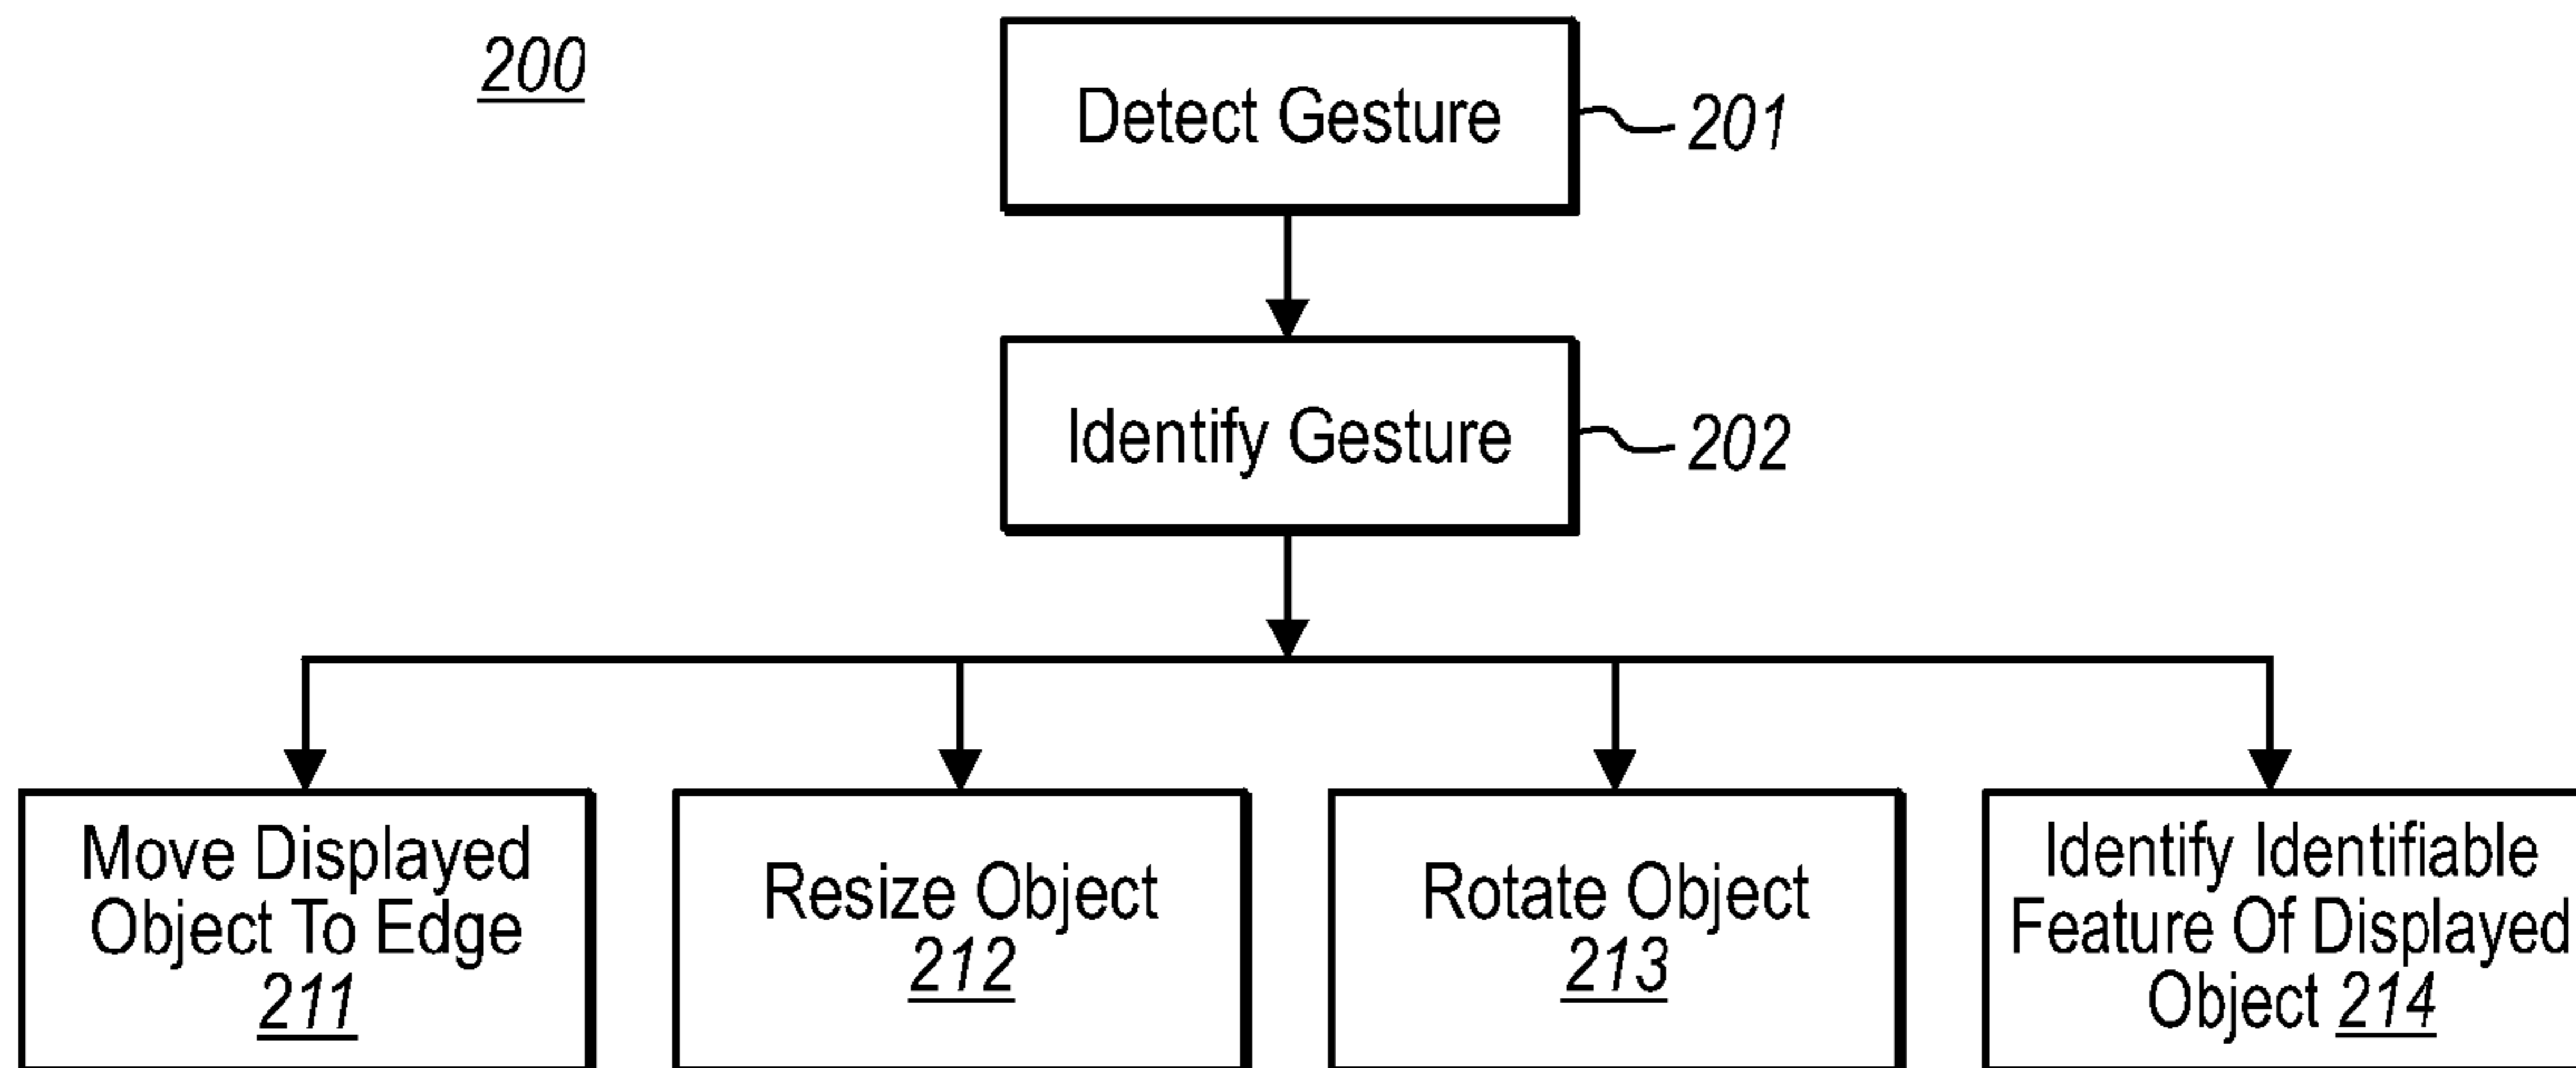 200
Detect Gesture
201
Identify Gesture
202
Move Displayed
Object To Edge
211
Resize Object
212
Rotate Object
213
Identify Identifiable
Feature Of Displayed
Object 214